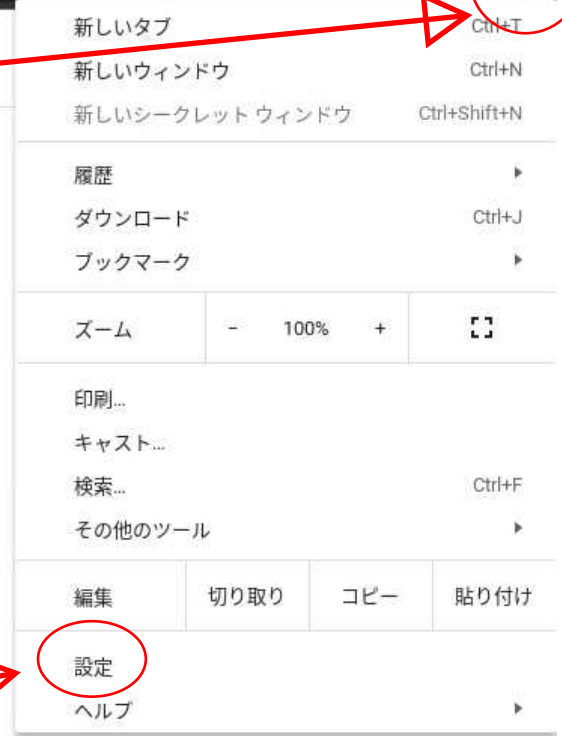 新しいタブ Ctrl+T
新しいウィンドウ Ctrl+N
新しいシークレット ウィンドウ Ctrl+Shift+N
履歴
ダウンロード Ctrl+J
ブックマーク
ズーム - 100% +
印刷...
キャスト...
検索... Ctrl+F
その他のツール
編集 切り取り コピー 貼り付け
設定
ヘルプ